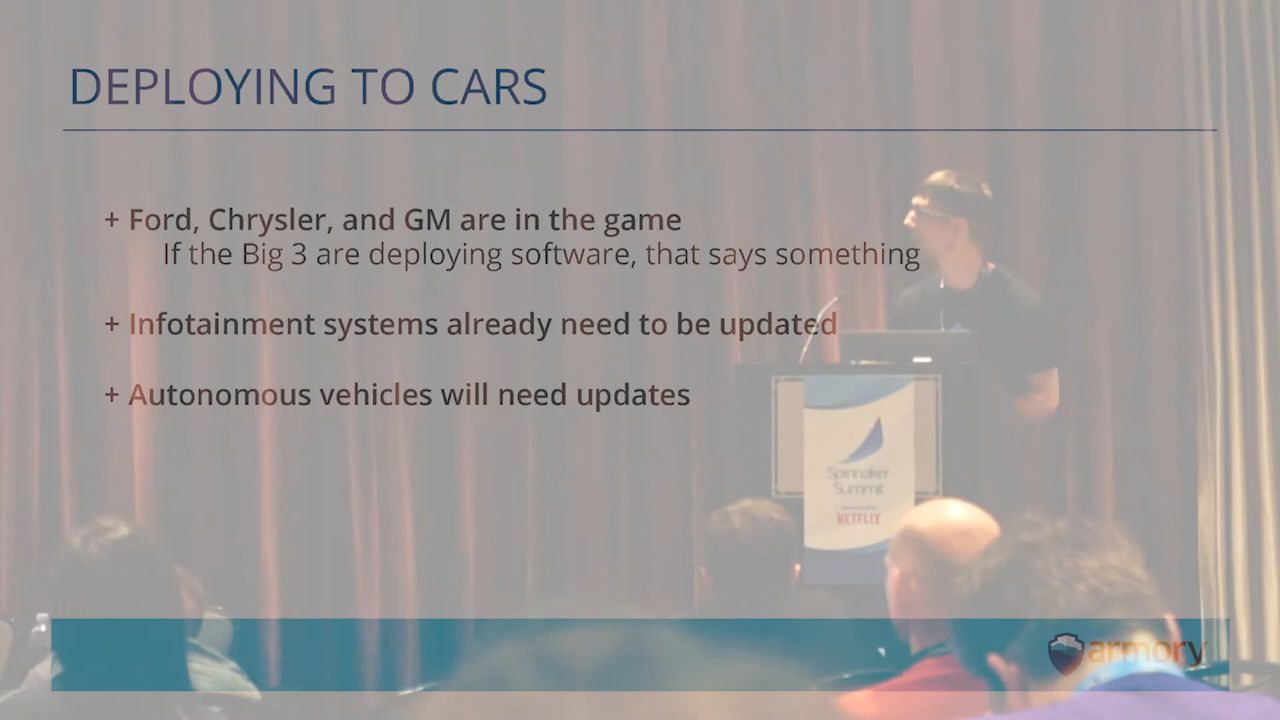 DEPLOYING TO CARS
+ Ford, Chrysler, and GM are in the game
If the Big 3 are deploying software, that says something
+ Infotainment systems already need to be updated
+ Autonomous vehicles will need updates
Spinnaker
Summit
NETFLIX
armory